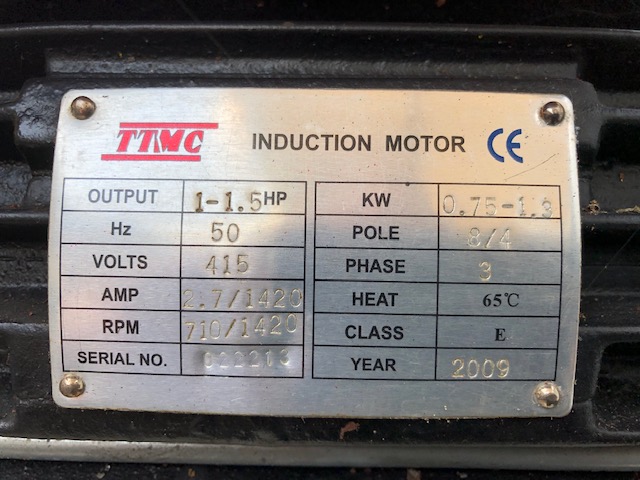 TTMC INDUCTION MOTOR CE
OUTPUT 1-1.5HP
Hz 50
VOLTS 415
AMP 2.7/1420
RPM 710/1420
SERIAL NO.
KW 0.75-1.3
POLE 8/4
PHASE 3
HEAT 65℃
CLASS E
YEAR 2009